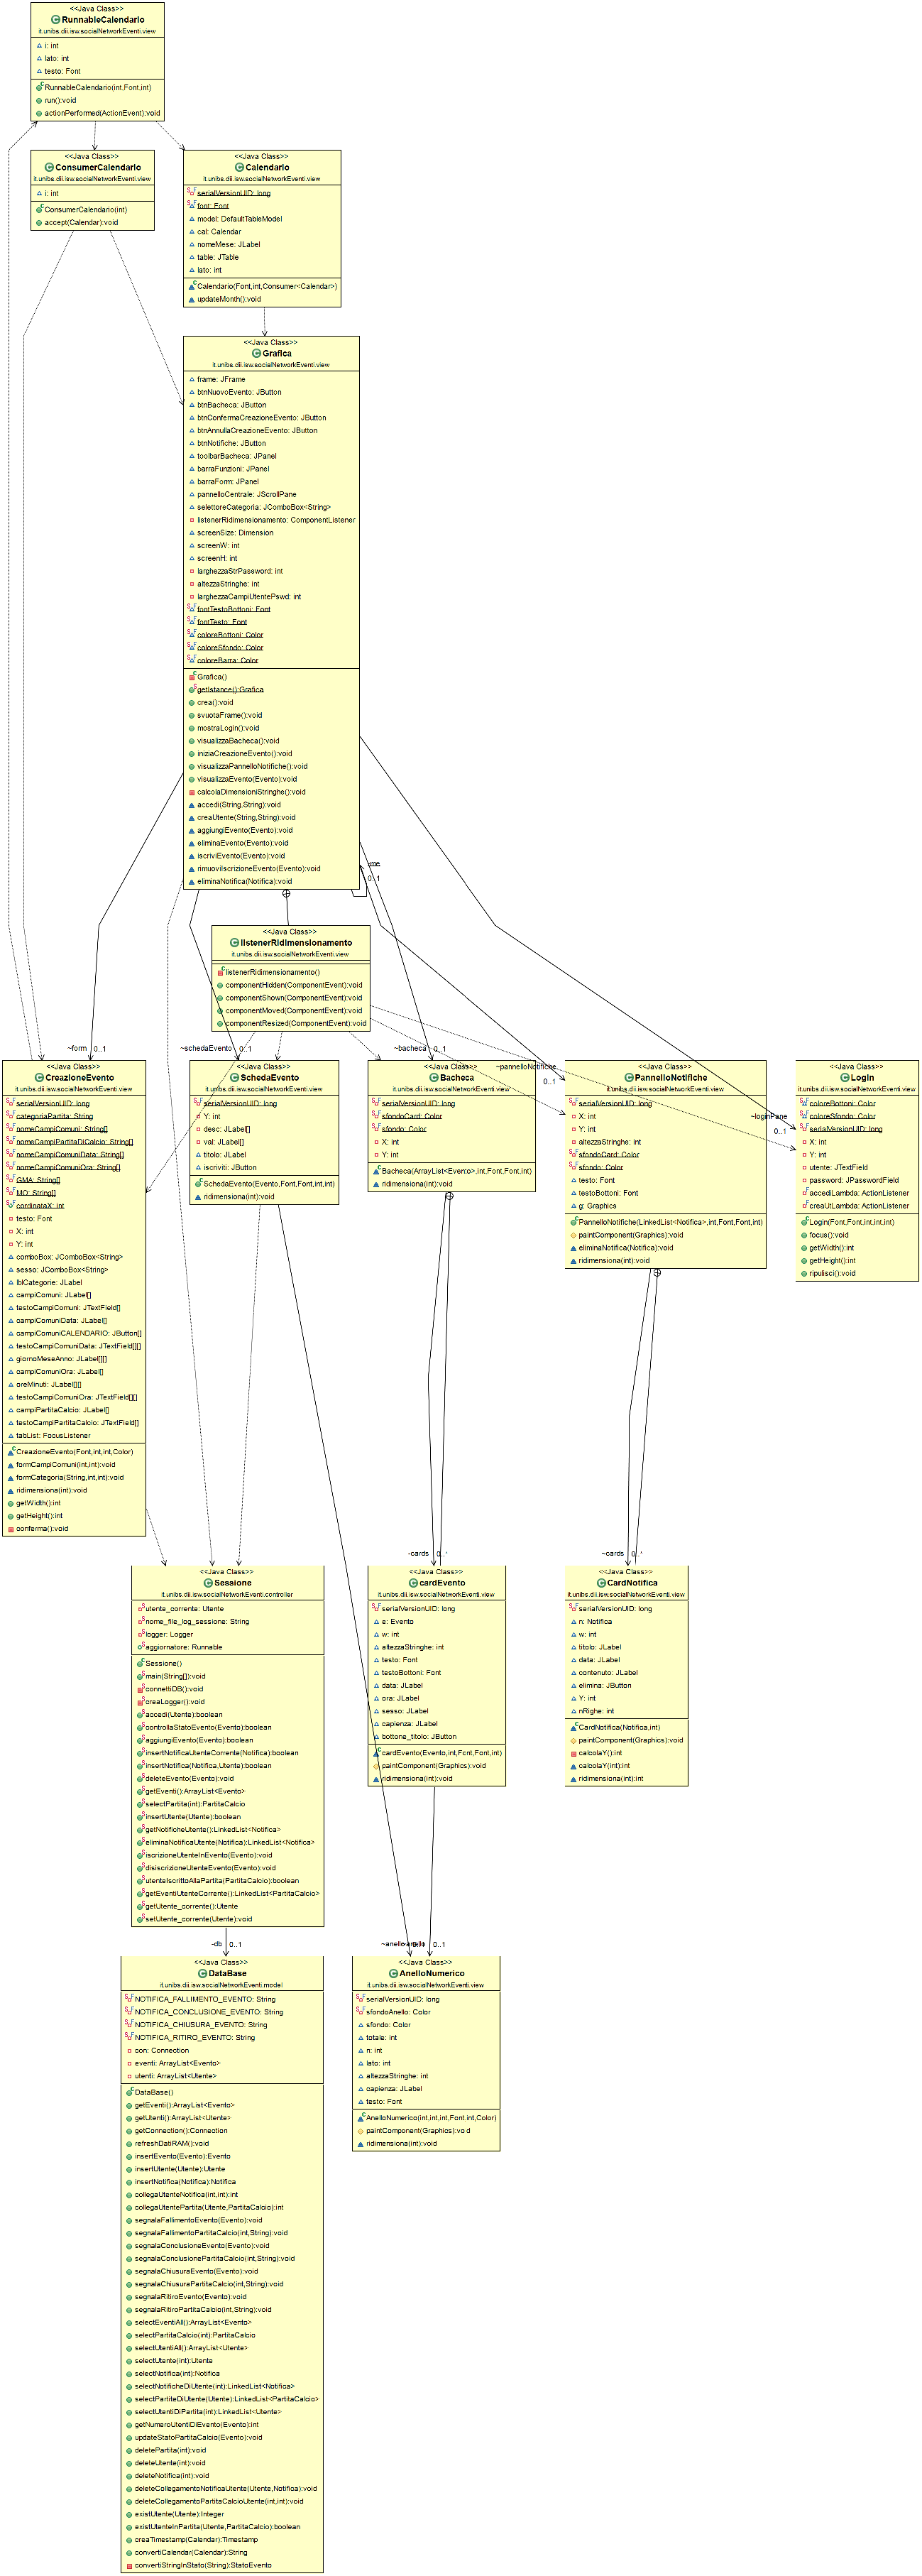 <<Java Class>>
RunnableCalendario
it.unibs.dii.isw.socialNetworkEventi.view
i: int
lato: int
testo: Font
RunnableCalendario(int,Font,int)
run():void
actionPerformed(ActionEvent):void
<<Java Class>>
ConsumerCalendario
it.unibs.dii.isw.socialNetworkEventi.view
i: int
ConsumerCalendario(int)
accept(Calendar):void
<<Java Class>>
Calendario
it.unibs.dii.isw.socialNetworkEventi.view
serialVersionUID: long
font: Font
model: DefaultTableModel
cal: Calendar
nomeMese: JLabel
table: JTable
lato: int
Calendario(Font,int,Consumer<Calendar>)
updateMonth():void
<<Java Class>>
Grafica
it.unibs.dii.isw.socialNetworkEventi.view
frame: JFrame
btnNuovoEvento: JButton
btnBacheca: JButton
btnConfermaCreazioneEvento: JButton
btnAnnullaCreazioneEvento: JButton
btnNotifiche: JButton
toolbarBacheca: JPanel
barraFunzioni: JPanel
barraForm: JPanel
pannelloCentrale: JScrollPane
selettoreCategoria: JComboBox<String>
listenerRidimensionamento: ComponentListener
screenSize: Dimension
screenW: int
screenH: int
larghezzaStrPassword: int
altezzaStringhe: int
larghezzaCampiUtentePswd: int
fontTestoBottoni: Font
fontTesto: Font
coloreBottoni: Color
coloreSfondo: Color
coloreBarra: Color
Grafica()
getIstance():Grafica
crea():void
svuotaFrame():void
mostraLogin():void
visualizzaBacheca():void
iniziaCreazioneEvento():void
visualizzaPannelloNotifiche():void
visualizzaEvento(Evento):void
calcolaDimensioniStringhe():void
accedi(String,String):void
creaUtente(String,String):void
aggiungiEvento(Evento):void
eliminaEvento(Evento):void
iscriviEvento(Evento):void
rimuoviIscrizioneEvento(Evento):void
eliminaNotifica(Notifica):void
-me
0..1
<<Java Class>>
listenerRidimensionamento
it.unibs.dii.isw.socialNetworkEventi.view
listenerRidimensionamento()
componentHidden(ComponentEvent):void
componentShown(ComponentEvent):void
componentMoved(ComponentEvent):void
componentResized(ComponentEvent):void
~form 0..1
~schedaEvento 0..1
~bacheca 0..1
~pannelloNotifiche
0..1
~loginPane
0..1
<<Java Class>>
CreazioneEvento
it.unibs.dii.isw.socialNetworkEventi.view
serialVersionUID: long
categoriaPartita: String
nomeCampiComuni: String[]
nomeCampiPartitaDiCalcio: String[]
nomeCampiComuniData: String[]
nomeCampiComuniOra: String[]
GMA: String[]
MO: String[]
cordinataX: int
testo: Font
X: int
Y: int
comboBox: JComboBox<String>
sesso: JComboBox<String>
lblCategorie: JLabel
campiComuni: JLabel[]
testoCampiComuni: JTextField[]
campiComuniData: JLabel[]
campiComuniCALENDARIO: JButton[]
testoCampiComuniData: JTextField[][]
giornoMeseAnno: JLabel[][]
campiComuniOra: JLabel[]
oreMinuti: JLabel[][]
testoCampiComuniOra: JTextField[][]
campiPartitaCalcio: JLabel[]
testoCampiPartitaCalcio: JTextField[]
tabList: FocusListener
CreazioneEvento(Font,int,int,Color)
formCampiComuni(int,int):void
formCategoria(String,int,int):void
ridimensiona(int):void
getWidth():int
getHeight():int
conferma():void
<<Java Class>>
SchedaEvento
it.unibs.dii.isw.socialNetworkEventi.view
serialVersionUID: long
Y: int
desc: JLabel[]
val: JLabel[]
titolo: JLabel
iscriviti: JButton
SchedaEvento(Evento,Font,Font,int,int)
ridimensiona(int):void
<<Java Class>>
Bacheca
it.unibs.dii.isw.socialNetworkEventi.view
serialVersionUID: long
sfondoCard: Color
sfondo: Color
X: int
Y: int
Bacheca(ArrayList<Evento>,int,Font,Font,int)
ridimensiona(int):void
<<Java Class>>
PannelloNotifiche
it.unibs.dii.isw.socialNetworkEventi.view
serialVersionUID: long
X: int
Y: int
altezzaStringhe: int
sfondoCard: Color
sfondo: Color
testo: Font
testoBottoni: Font
g: Graphics
PannelloNotifiche(LinkedList<Notifica>,int,Font,Font,int)
paintComponent(Graphics):void
eliminaNotifica(Notifica):void
ridimensiona(int):void
<<Java Class>>
Login
it.unibs.dii.isw.socialNetworkEventi.view
coloreBottoni: Color
coloreSfondo: Color
serialVersionUID: long
X: int
Y: int
utente: JTextField
password: JPasswordField
accediLambda: ActionListener
creaUtLambda: ActionListener
Login(Font,Font,int,int,int)
focus():void
getWidth():int
getHeight():int
ripulisci():void
-cards 0..*
~cards 0..*
<<Java Class>>
Sessione
it.unibs.dii.isw.socialNetworkEventi.controller
utente_corrente: Utente
nome_file_log_sessione: String
logger: Logger
aggiornatore: Runnable
Sessione()
main(String[]):void
connettiDB():void
creaLogger():void
accedi(Utente):boolean
controllaStatoEvento(Evento):boolean
aggiungiEvento(Evento):boolean
insertNotificaUtenteCorrente(Notifica):boolean
insertNotifica(Notifica,Utente):boolean
deleteEvento(Evento):void
getEventi():ArrayList<Evento>
selectPartita(int):PartitaCalcio
insertUtente(Utente):boolean
getNotificheUtente():LinkedList<Notifica>
eliminaNotificaUtente(Notifica):LinkedList<Notifica>
iscrizioneUtenteInEvento(Evento):void
disiscrizioneUtenteEvento(Evento):void
utenteIscrittoAllaPartita(PartitaCalcio):boolean
getEventiUtenteCorrente():LinkedList<PartitaCalcio>
getUtente_corrente():Utente
setUtente_corrente(Utente):void
<<Java Class>>
cardEvento
it.unibs.dii.isw.socialNetworkEventi.view
serialVersionUID: long
e: Evento
w: int
altezzaStringhe: int
testo: Font
testoBottoni: Font
data: JLabel
ora: JLabel
sesso: JLabel
capienza: JLabel
bottone_titolo: JButton
cardEvento(Evento,int,Font,Font,int)
paintComponent(Graphics):void
ridimensiona(int):void
<<Java Class>>
CardNotifica
it.unibs.dii.isw.socialNetworkEventi.view
serialVersionUID: long
n: Notifica
w: int
titolo: JLabel
data: JLabel
contenuto: JLabel
elimina: JButton
Y: int
nRighe: int
CardNotifica(Notifica,int)
paintComponent(Graphics):void
calcolaY():int
calcolaY(int):int
ridimensiona(int):int
-db 0..1
~anello 0..1
<<Java Class>>
DataBase
it.unibs.dii.isw.socialNetworkEventi.model
NOTIFICA_FALLIMENTO_EVENTO: String
NOTIFICA_CONCLUSIONE_EVENTO: String
NOTIFICA_CHIUSURA_EVENTO: String
NOTIFICA_RITIRO_EVENTO: String
con: Connection
eventi: ArrayList<Evento>
utenti: ArrayList<Utente>
DataBase()
getEventi():ArrayList<Evento>
getUtenti():ArrayList<Utente>
getConnection():Connection
refreshDatiRAM():void
insertEvento(Evento):Evento
insertUtente(Utente):Utente
insertNotifica(Notifica):Notifica
collegaUtenteNotifica(int,int):int
collegaUtentePartita(Utente,PartitaCalcio):int
segnalaFallimentoEvento(Evento):void
segnalaFallimentoPartitaCalcio(int,String):void
segnalaConclusioneEvento(Evento):void
segnalaConclusionePartitaCalcio(int,String):void
segnalaChiusuraEvento(Evento):void
segnalaChiusuraPartitaCalcio(int,String):void
segnalaRitiroEvento(Evento):void
segnalaRitiroPartitaCalcio(int,String):void
selectEventiAll():ArrayList<Evento>
selectPartitaCalcio(int):PartitaCalcio
selectUtentiAll():ArrayList<Utente>
selectUtente(int):Utente
selectNotifica(int):Notifica
selectNotificheDiUtente(int):LinkedList<Notifica>
selectPartiteDiUtente(Utente):LinkedList<PartitaCalcio>
selectUtentiDiPartita(int):LinkedList<Utente>
getNumeroUtentiDiEvento(Evento):int
updateStatoPartitaCalcio(Evento):void
deletePartita(int):void
deleteUtente(int):void
deleteNotifica(int):void
deleteCollegamentoNotificaUtente(Utente,Notifica):void
deleteCollegamentoPartitaCalcioUtente(int,int):void
existUtente(Utente):Integer
existUtenteInPartita(Utente,PartitaCalcio):boolean
creaTimestamp(Calendar):Timestamp
convertiCalendar(Calendar):String
convertiStringInStato(String):StatoEvento
<<Java Class>>
AnelloNumerico
it.unibs.dii.isw.socialNetworkEventi.view
serialVersionUID: long
sfondoAnello: Color
sfondo: Color
totale: int
n: int
lato: int
altezzaStringhe: int
capienza: JLabel
testo: Font
AnelloNumerico(int,int,int,Font,int,Color)
paintComponent(Graphics):void
ridimensiona(int):void